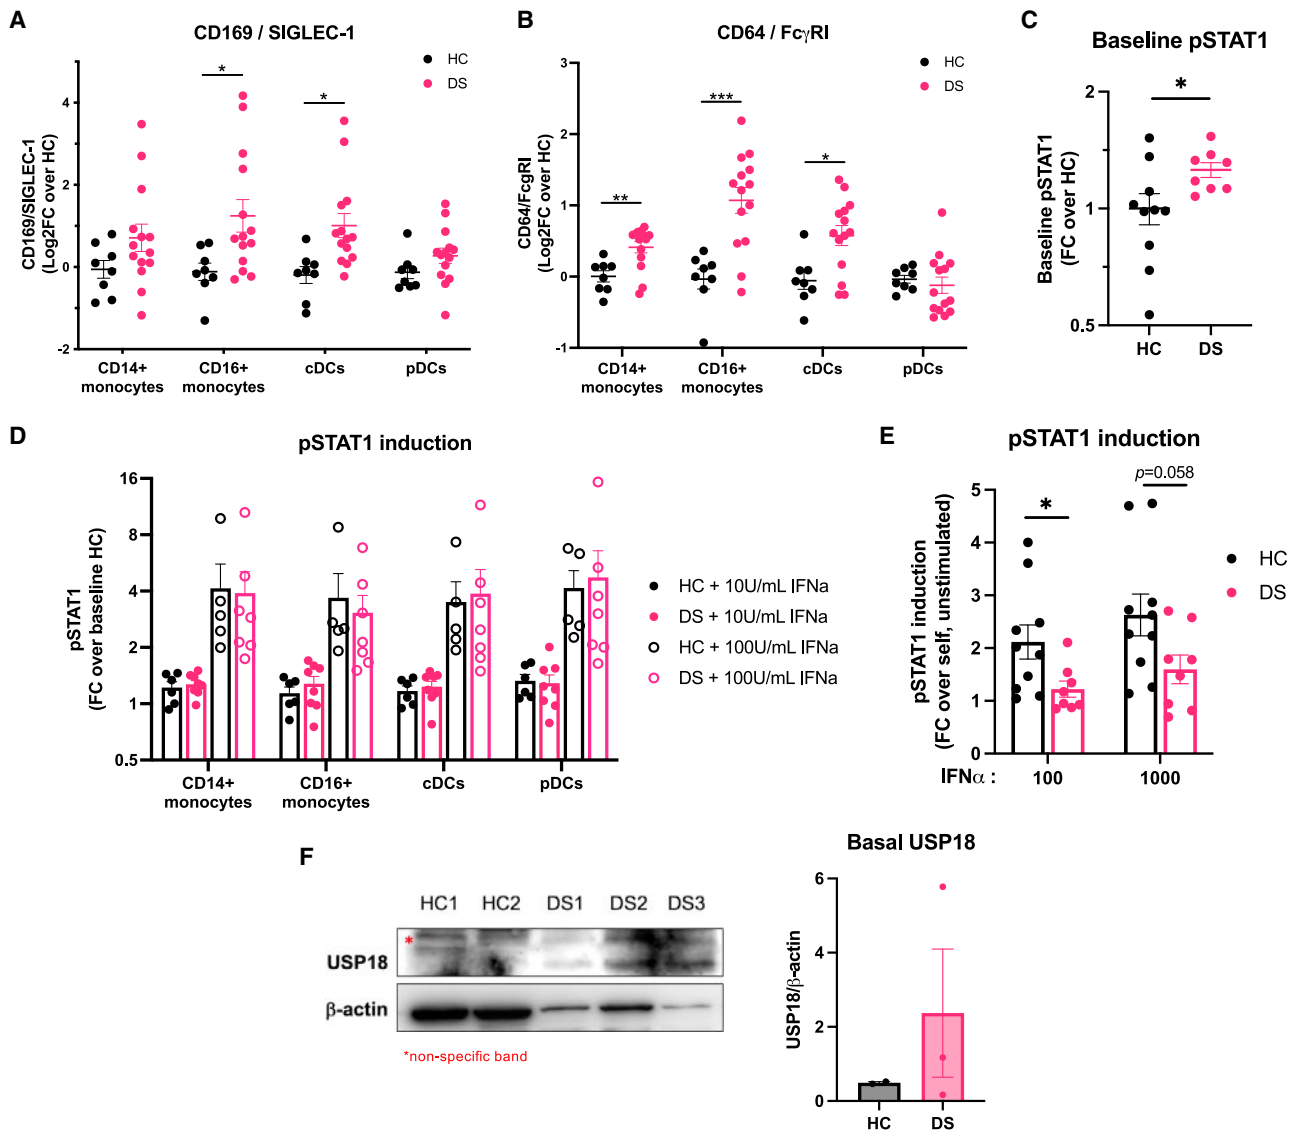 A
CD169 / SIGLEC-1
HC
DS
CD169/SIGLEC-1
(Log2FC over HC)
4
2
0
-2
*
*
CD14+
monocytes
CD16+
monocytes
cDCs
pDCs
B
CD64 / FcγRI
HC
DS
CD64/FcgRI
(Log2FC over HC)
3
2
1
0
-1
**
***
*
CD14+
monocytes
CD16+
monocytes
cDCs
pDCs
C
Baseline pSTAT1
Baseline pSTAT1
(FC over HC)
2
1
0.5
*
HC
DS
D
pSTAT1 induction
pSTAT1
(FC over baseline HC)
16
8
4
2
1
0.5
CD14+
monocytes
CD16+
monocytes
cDCs
pDCs
HC + 10U/mL IFNa
DS + 10U/mL IFNa
HC + 100U/mL IFNa
DS + 100U/mL IFNa
E
pSTAT1 induction
pSTAT1 induction
(FC over self, unstimulated)
5
4
3
2
1
0
*
p=0.058
HC
DS
IFNα :
100
1000
F
HC1 HC2 DS1 DS2 DS3
*
USP18
β-actin
*non-specific band
Basal USP18
USP18/β-actin
6
4
2
0
HC
DS